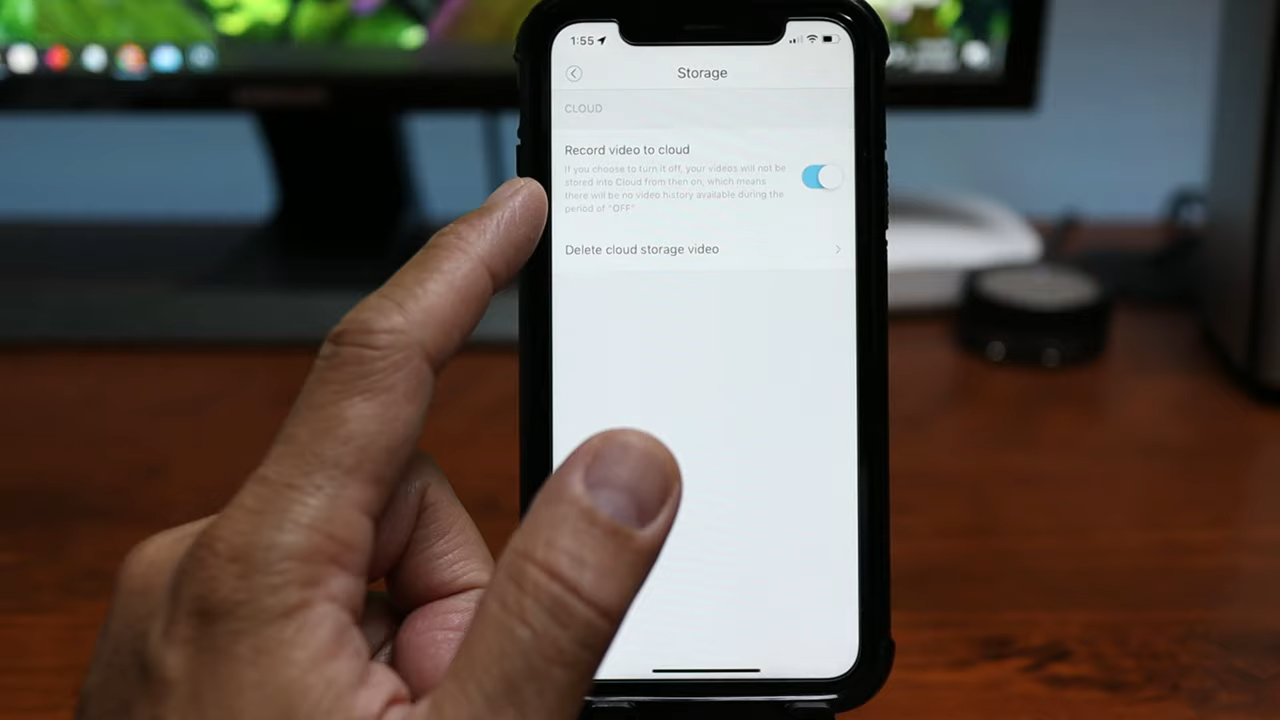 1:55
Storage
CLOUD
Record video to cloud
If you choose to turn it off, your videos will not be
stored into Cloud from then on, which means
there will be no video history available during the
period of "OFF"
Delete cloud storage video